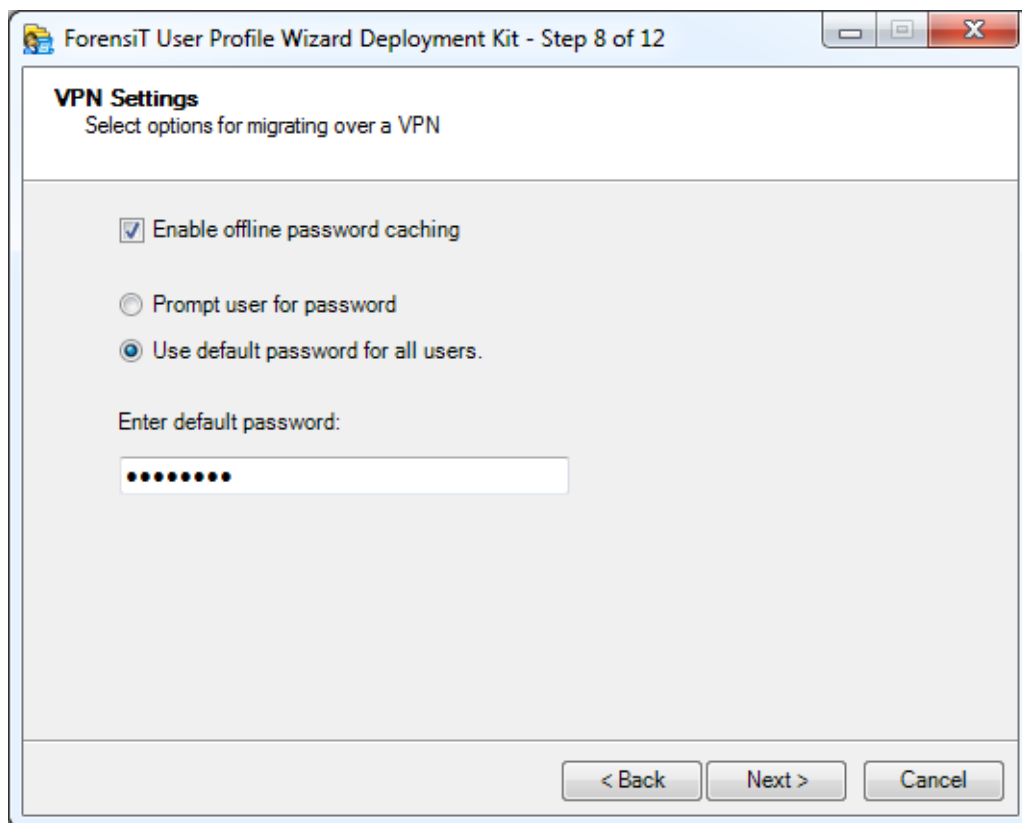 ForensiT User Profile Wizard Deployment Kit - Step 8 of 12
VPN Settings
Select options for migrating over a VPN
Enable offline password caching
Prompt user for password
Use default password for all users.
Enter default password:
••••••••
< Back Next > Cancel